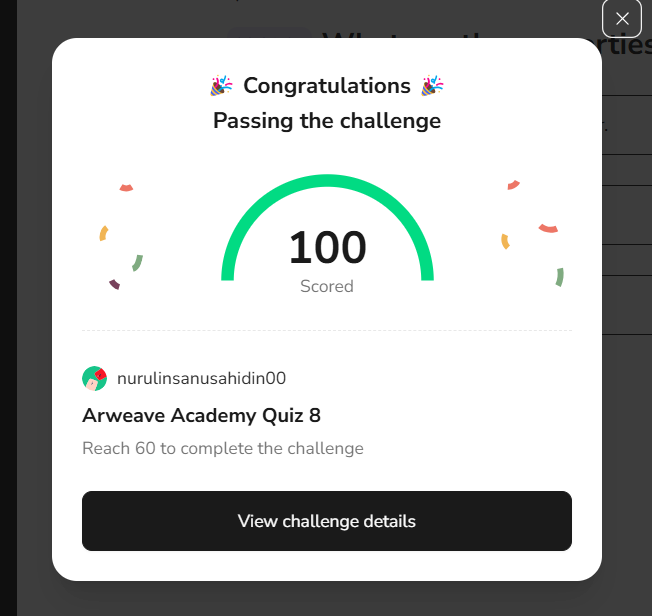 🎉 Congratulations 🎉
Passing the challenge
100
Scored
nurulinsanusahidin00
Arweave Academy Quiz 8
Reach 60 to complete the challenge
View challenge details